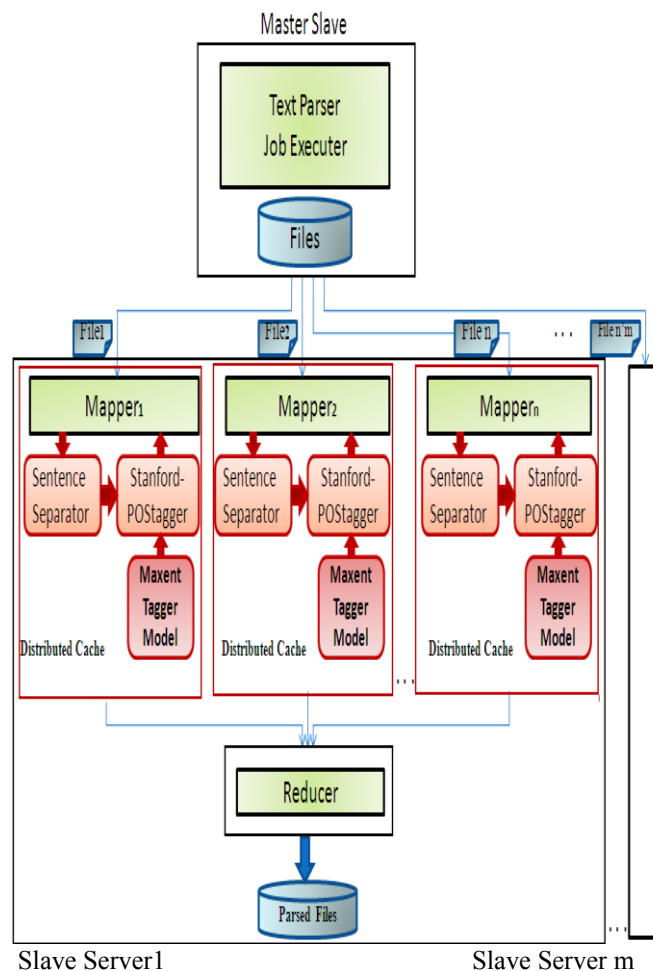 Master Slave
Text Parser
Job Executer
Files
File1
File2
File n
...
File n*m
Mapper1
Mapper2
Mappern
Sentence
Separator
Stanford-
POStagger
Sentence
Separator
Stanford-
POStagger
Sentence
Separator
Stanford-
POStagger
Maxent
Tagger
Model
Maxent
Tagger
Model
Maxent
Tagger
Model
Distributed Cache
Distributed Cache
Distributed Cache
...
Reducer
Parsed Files
...
Slave Server1
Slave Server m